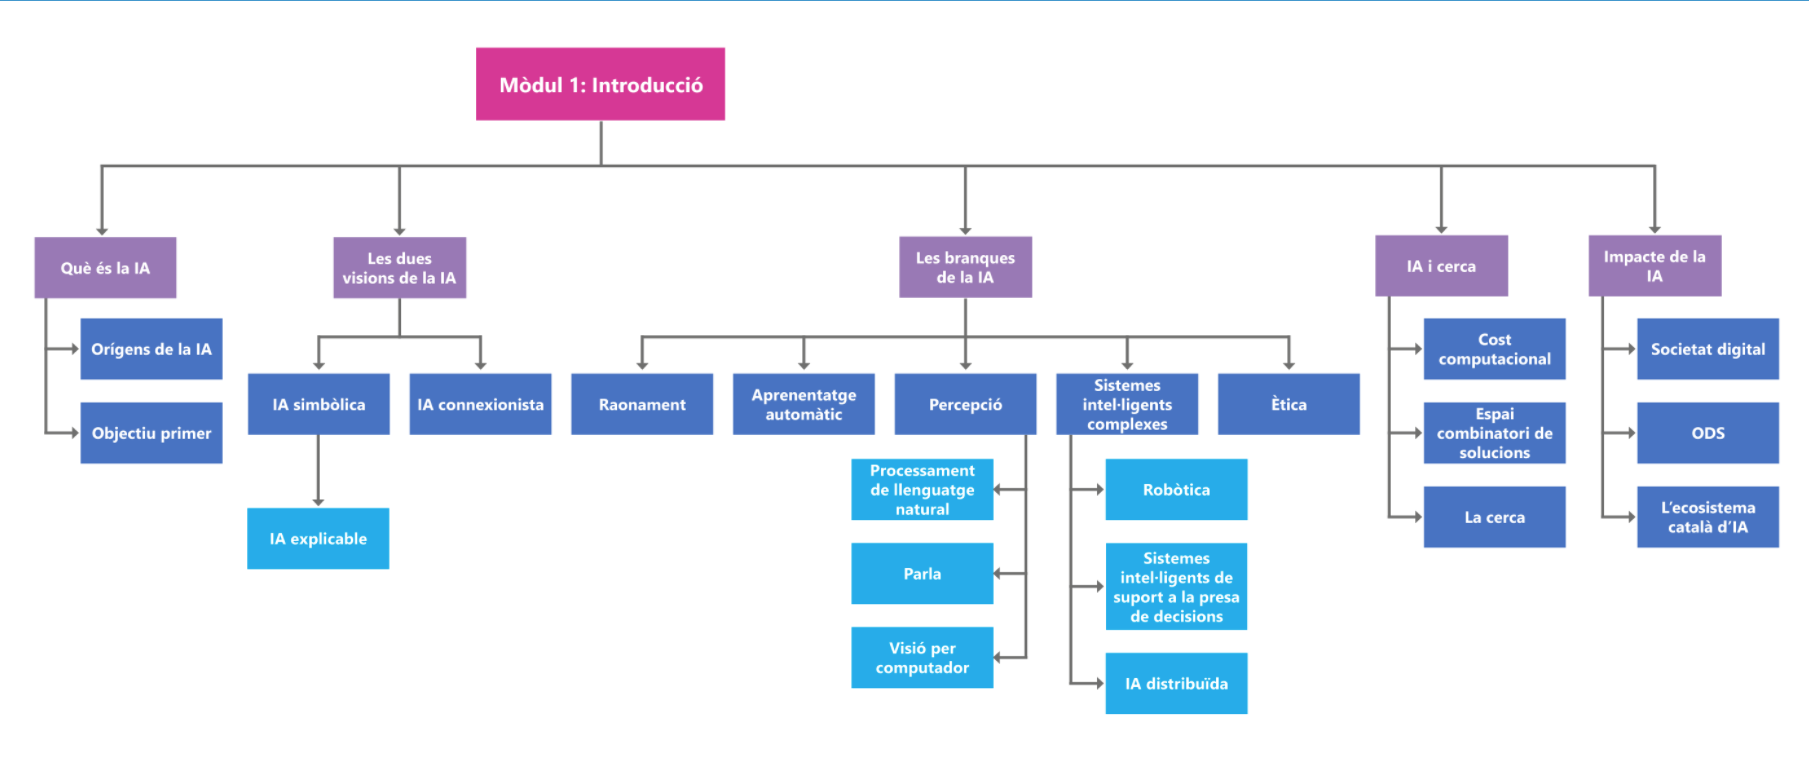 Mòdul 1: Introducció
Què és la IA
Orígens de la IA
Objectiu primer
Les dues
visions de la IA
IA simbòlica
IA connexionista
IA explicable
Les branques
de la IA
Raonament
Aprenentatge
automàtic
Percepció
Processament
de llenguatge
natural
Parla
Visió per
computador
Sistemes
intel·ligents
complexes
Robòtica
Sistemes
intel·ligents de
suport a la presa
de decisions
IA distribuïda
Ètica
IA i cerca
Cost
computacional
Espai
combinatori de
solucions
La cerca
Impacte de la
IA
Societat digital
ODS
L’ecosistema
català d’IA